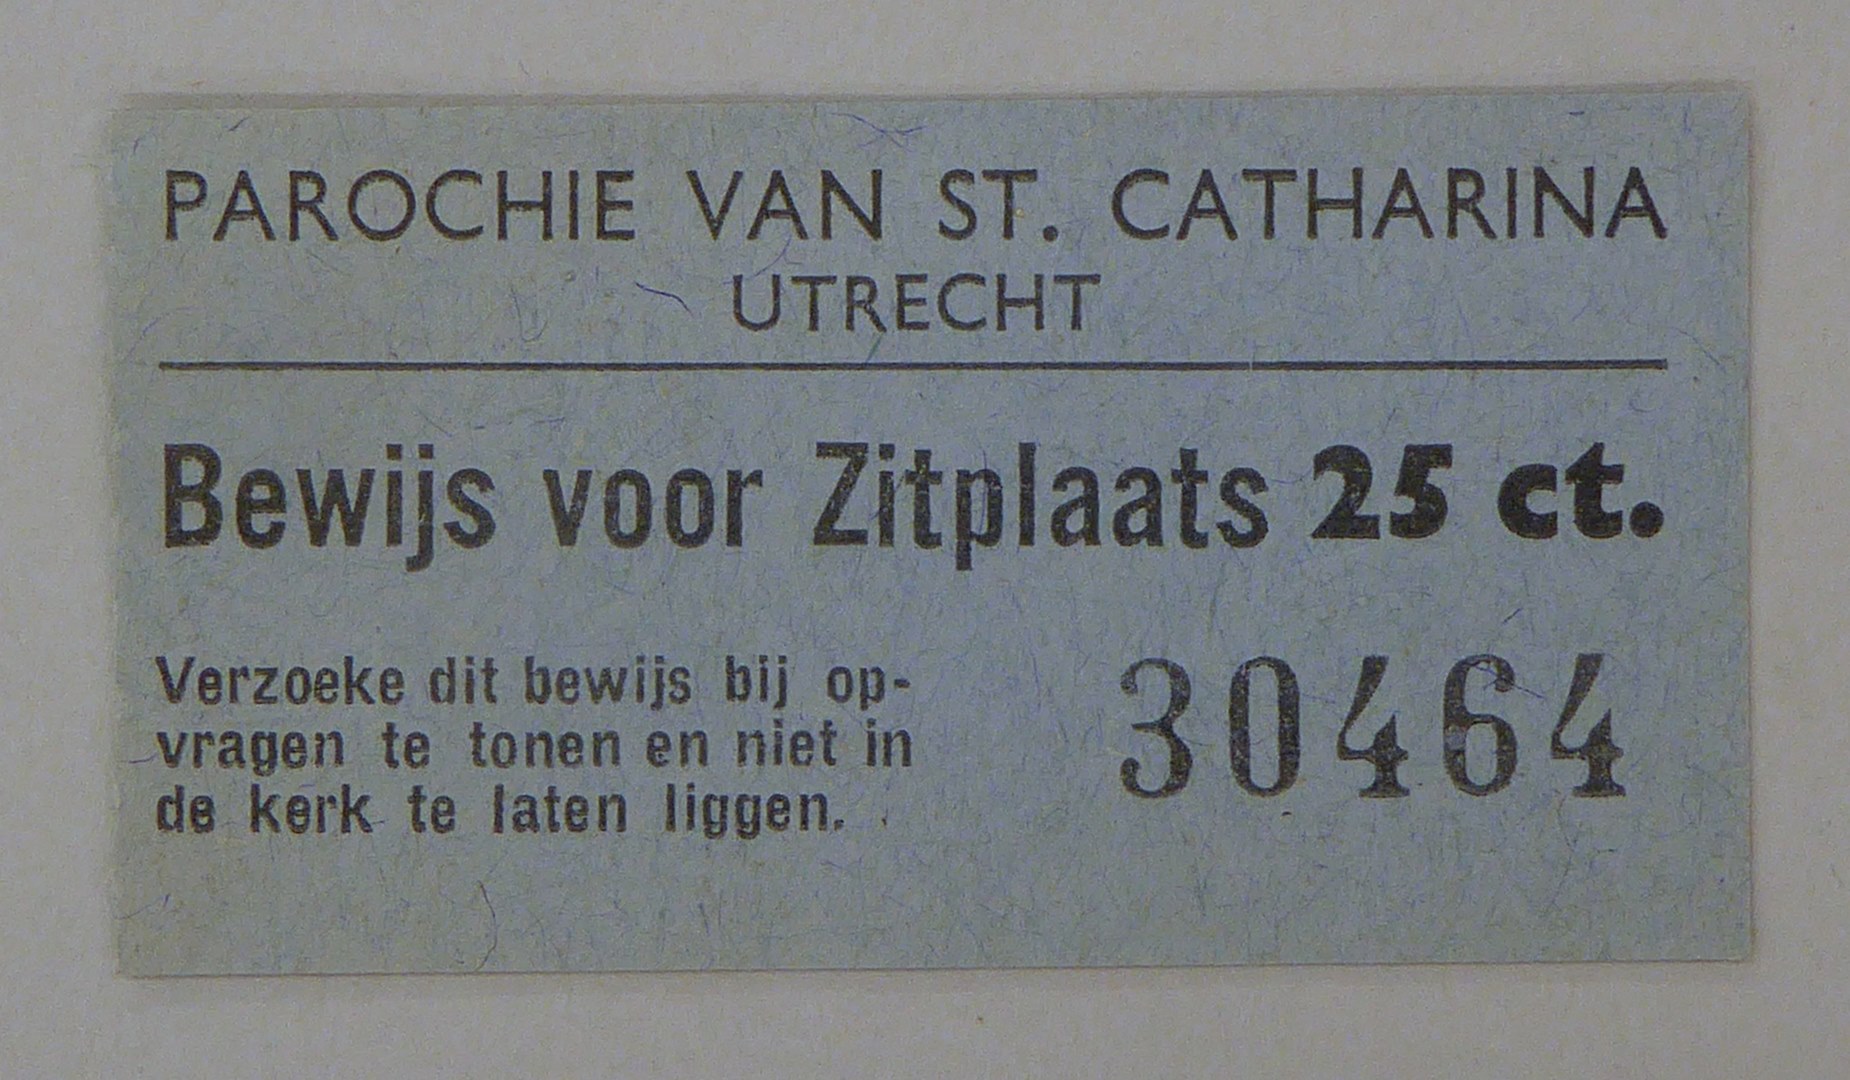 PAROCHIE VAN ST. CATHARINA
UTRECHT
Bewijs voor Zitplaats 25 ct.
Verzoeke dit bewijs bij op-
vragen te tonen en niet in
de kerk te laten liggen.
30464